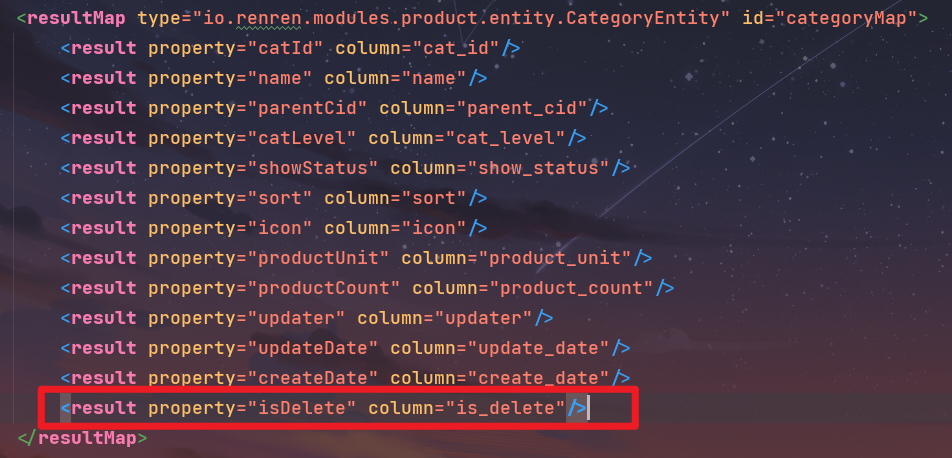 <resultMap type="io.renren.modules.product.entity.CategoryEntity" id="categoryMap">
<result property="catId" column="cat_id"/>
<result property="name" column="name"/>
<result property="parentCid" column="parent_cid"/>
<result property="catLevel" column="cat_level"/>
<result property="showStatus" column="show_status"/>
<result property="sort" column="sort"/>
<result property="icon" column="icon"/>
<result property="productUnit" column="product_unit"/>
<result property="productCount" column="product_count"/>
<result property="updater" column="updater"/>
<result property="updateDate" column="update_date"/>
<result property="createDate" column="create_date"/>
<result property="isDelete" column="is_delete"/>
</resultMap>